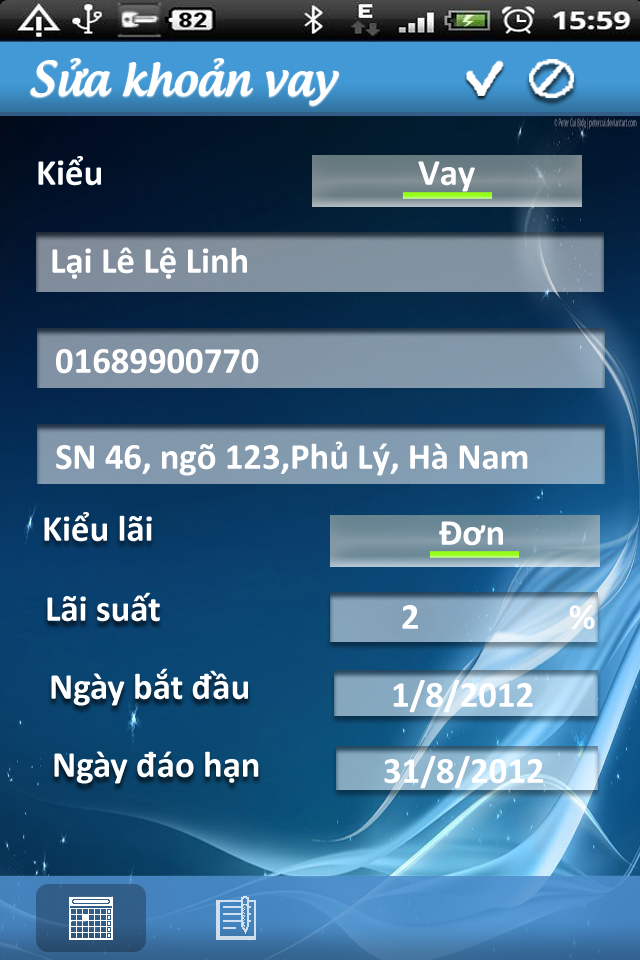 82 E 15:59
Sửa khoản vay
© Peter Cui Bidq | petercui.deviantart.com
Kiểu Vay
Lại Lê Lệ Linh
01689900770
SN 46, ngõ 123,Phủ Lý, Hà Nam
Kiểu lãi Đơn
Lãi suất 2 %
Ngày bắt đầu 1/8/2012
Ngày đáo hạn 31/8/2012